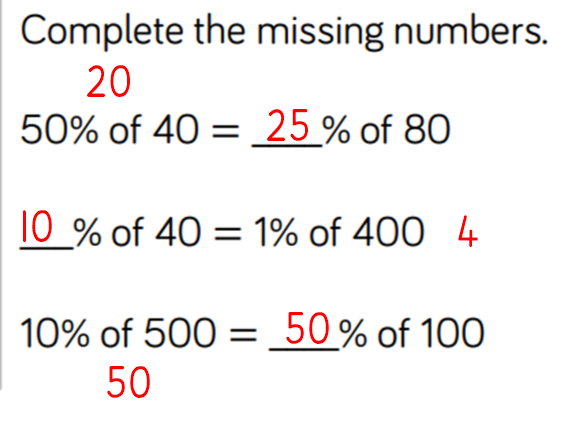 Complete the missing numbers.
20
50% of 40 = 25 % of 80
10 % of 40 = 1% of 400 4
10% of 500 = 50 % of 100
50